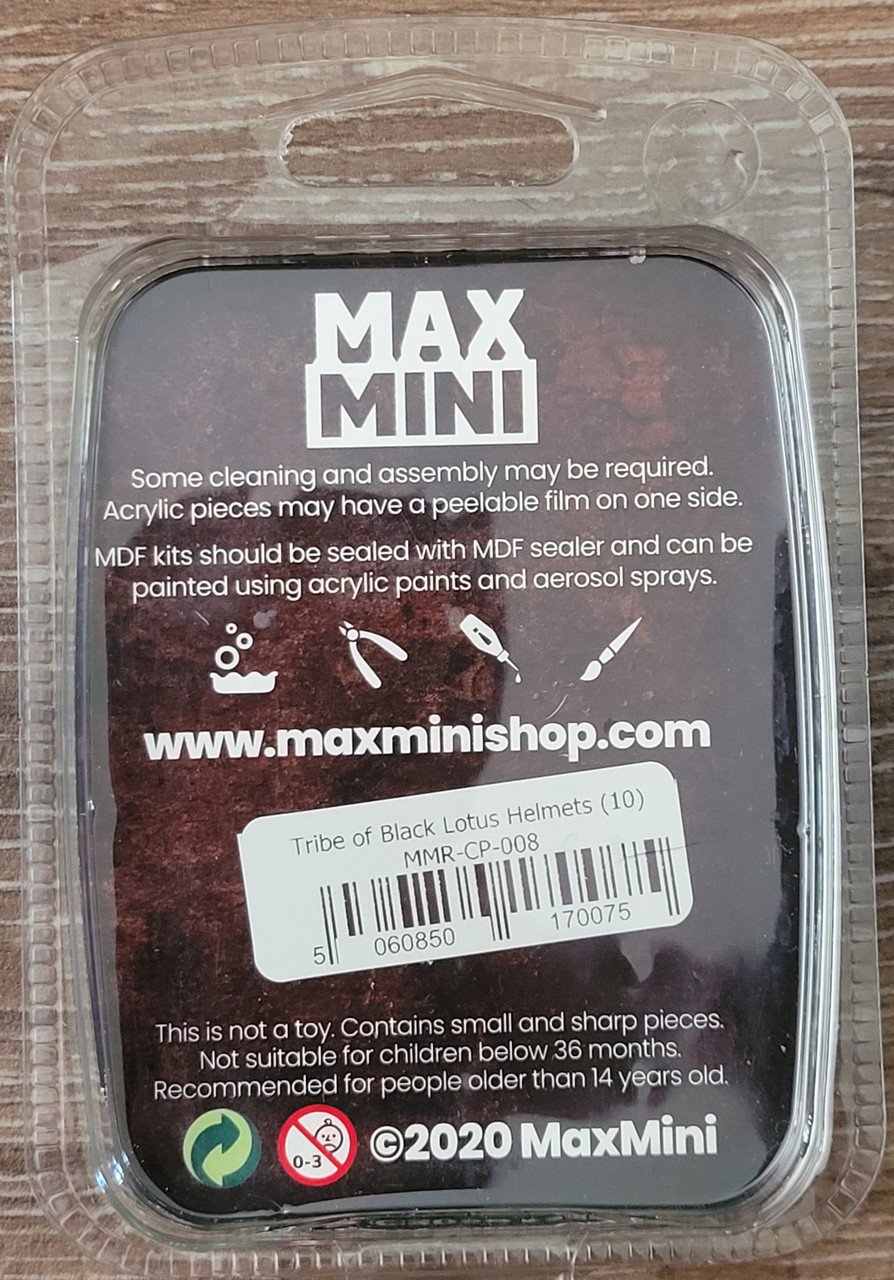 MAX
MINI
Some cleaning and assembly may be required.
Acrylic pieces may have a peelable film on one side.
MDF kits should be sealed with MDF sealer and can be
painted using acrylic paints and aerosol sprays.
www.maxminishop.com
Tribe of Black Lotus Helmets (10)
MMR-CP-008
5 060850 170075
This is not a toy. Contains small and sharp pieces.
Not suitable for children below 36 months.
Recommended for people older than 14 years old.
0-3
©2020 MaxMini